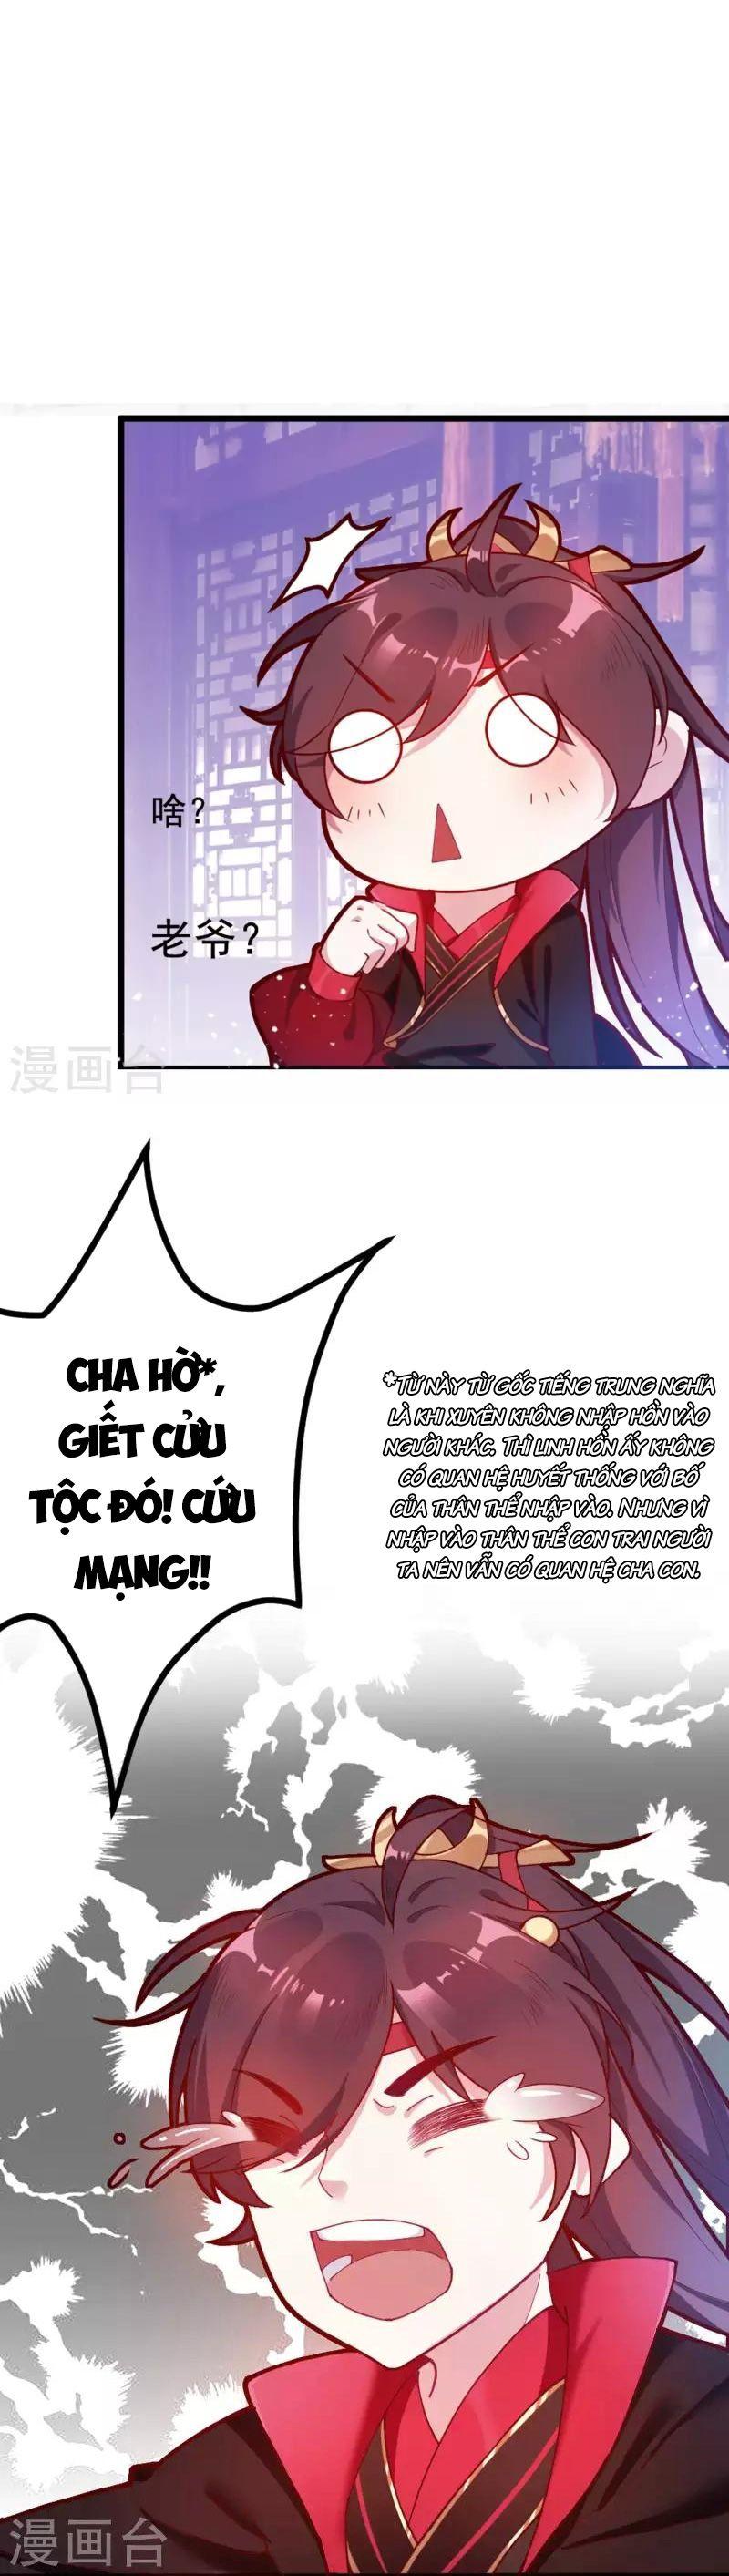 啥?
老爷?
漫画台
CHA HỜ*,
GIẾT CỬU
TỘC ĐÓ! CỨU
MẠNG!!
*TỪ NÀY TỪ GỐC TIẾNG TRUNG NGHĨA
LÀ KHI XUYÊN KHÔNG NHẬP HỒN VÀO
NGƯỜI KHÁC. THÌ LINH HỒN ẤY KHÔNG
CÓ QUAN HỆ HUYẾT THỐNG VỚI BỐ
CỦA THÂN THỂ NHẬP VÀO. NHƯNG VÌ
NHẬP VÀO THÂN THỂ CON TRAI NGƯỜI
TA NÊN VẪN CÓ QUAN HỆ CHA CON.
漫画台